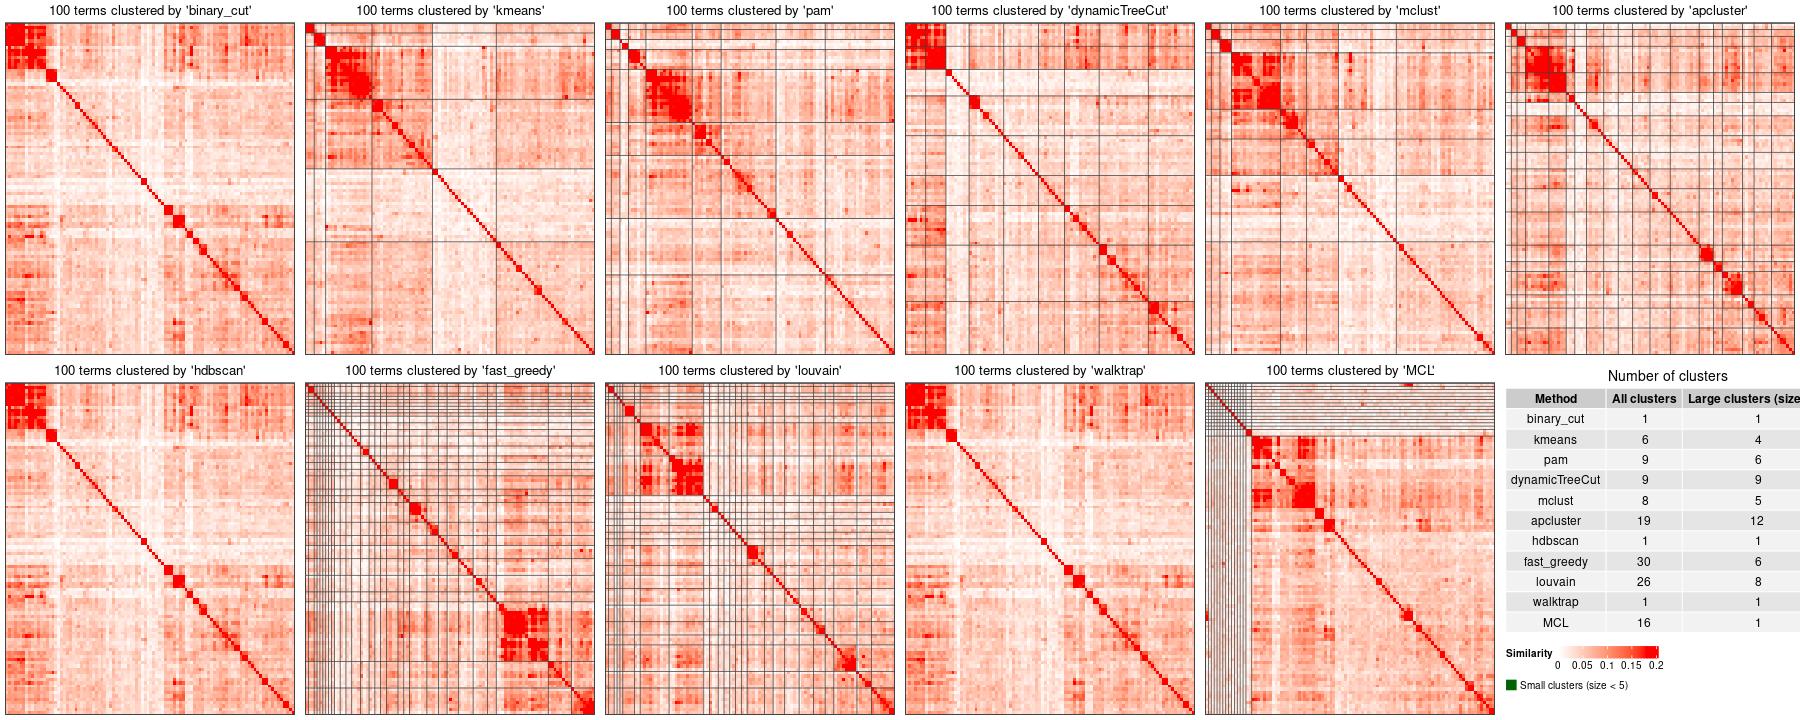 100 terms clustered by 'binary_cut'
100 terms clustered by 'kmeans'
100 terms clustered by 'pam'
100 terms clustered by 'dynamicTreeCut'
100 terms clustered by 'mclust'
100 terms clustered by 'apcluster'
100 terms clustered by 'hdbscan'
100 terms clustered by 'fast_greedy'
100 terms clustered by 'louvain'
100 terms clustered by 'walktrap'
100 terms clustered by 'MCL'
Number of clusters
Method All clusters Large clusters (size
binary_cut 1 1
kmeans 6 4
pam 9 6
dynamicTreeCut 9 9
mclust 8 5
apcluster 19 12
hdbscan 1 1
fast_greedy 30 6
louvain 26 8
walktrap 1 1
MCL 16 1
Similarity
0 0.05 0.1 0.15 0.2
Small clusters (size < 5)